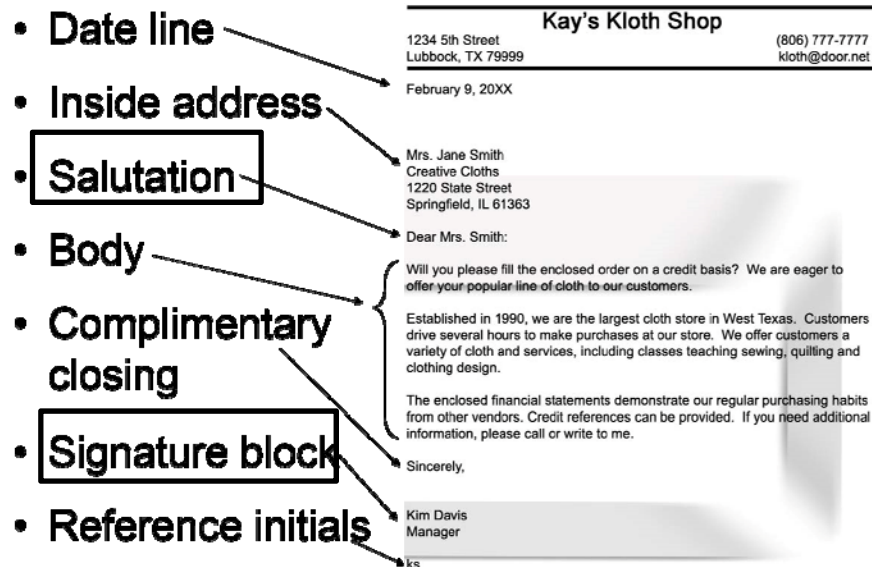 • Date line
• Inside address
• Salutation
• Body
• Complimentary
closing
• Signature block
• Reference initials
Kay's Kloth Shop
1234 5th Street (806) 777-7777
Lubbock, TX 79999 kloth@door.net
February 9, 20XX
Mrs. Jane Smith
Creative Cloths
1220 State Street
Springfield, IL 61363
Dear Mrs. Smith:
Will you please fill the enclosed order on a credit basis? We are eager to
offer your popular line of cloth to our customers.
Established in 1990, we are the largest cloth store in West Texas. Customers
drive several hours to make purchases at our store. We offer customers a
variety of cloth and services, including classes teaching sewing, quilting and
clothing design.
The enclosed financial statements demonstrate our regular purchasing habits
from other vendors. Credit references can be provided. If you need additional
information, please call or write to me.
Sincerely,
Kim Davis
Manager
ks